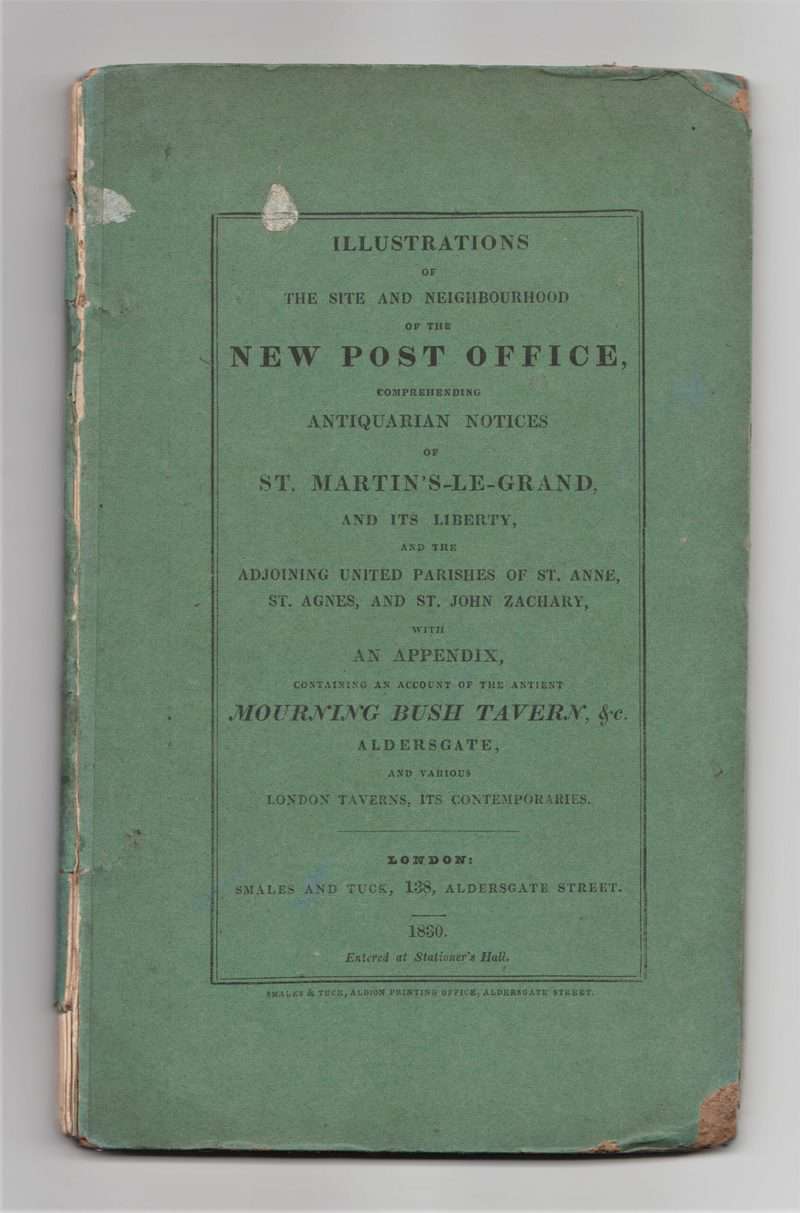 ILLUSTRATIONS
OF
THE SITE AND NEIGHBOURHOOD
OF THE
NEW POST OFFICE,
COMPREHENDING
ANTIQUARIAN NOTICES
OF
ST. MARTIN'S-LE-GRAND,
AND ITS LIBERTY,
AND THE
ADJOINING UNITED PARISHES OF ST. ANNE,
ST. AGNES, AND ST. JOHN ZACHARY,
WITH
AN APPENDIX,
CONTAINING AN ACCOUNT OF THE ANTIENT
MOURNING BUSH TAVERN, &c.
ALDERSGATE,
AND VARIOUS
LONDON TAVERNS, ITS CONTEMPORARIES.
LONDON:
SMALES AND TUCK, 138, ALDERSGATE STREET.
1830.
Entered at Stationer's Hall.
SMALES & TUCK, ALBION PRINTING OFFICE, ALDERSGATE STREET.